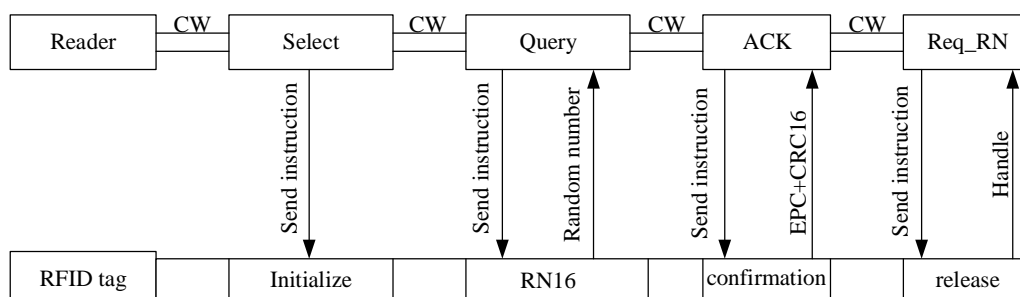 CW
CW
CW
CW
Reader
Select
Query
ACK
Req_RN
Send instruction
Send instruction
Random number
Send instruction
EPC+CRC16
Send instruction
Handle
RFID tag
Initialize
RN16
confirmation
release